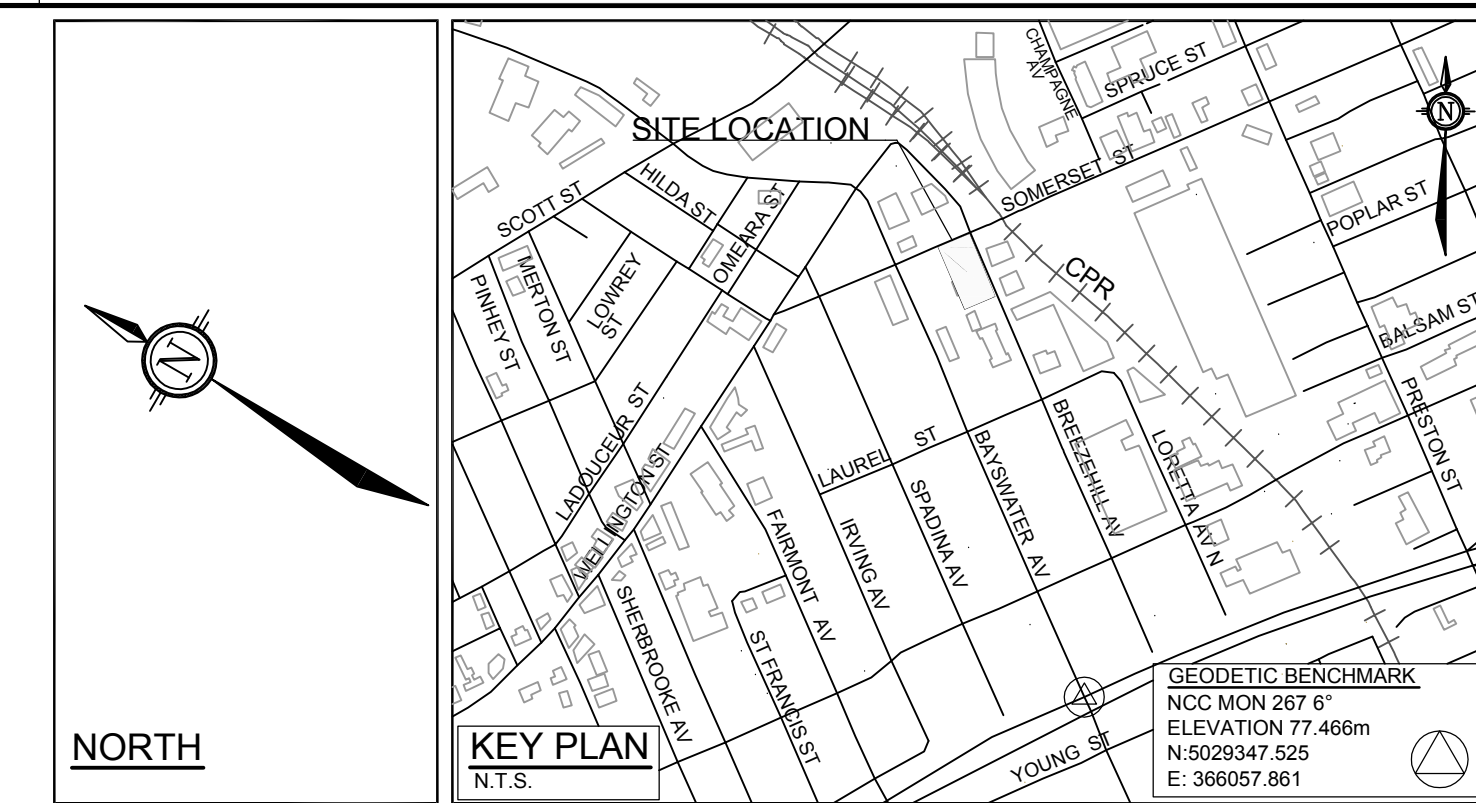 N
NORTH
SITE LOCATION
CHAMPAGNE
AV
SPRUCE ST
N
SOMERSET ST
POPLAR ST
SCOTT ST
HILDA ST
OMEARA ST
CPR
PINHEY ST
MERTON ST
LOWREY
ST
BALSAM ST
PRESTON ST
LADOUCEUR ST
WELLINGTON ST
LAUREL ST
BREEZEHILL AV
LORETTA AV N
BAYSWATER AV
SPADINA AV
IRVING AV
FAIRMONT AV
SHERBROOKE AV
ST FRANCIS ST
YOUNG ST
KEY PLAN
N.T.S.
GEODETIC BENCHMARK
NCC MON 267 6°
ELEVATION 77.466m
N:5029347.525
E: 366057.861